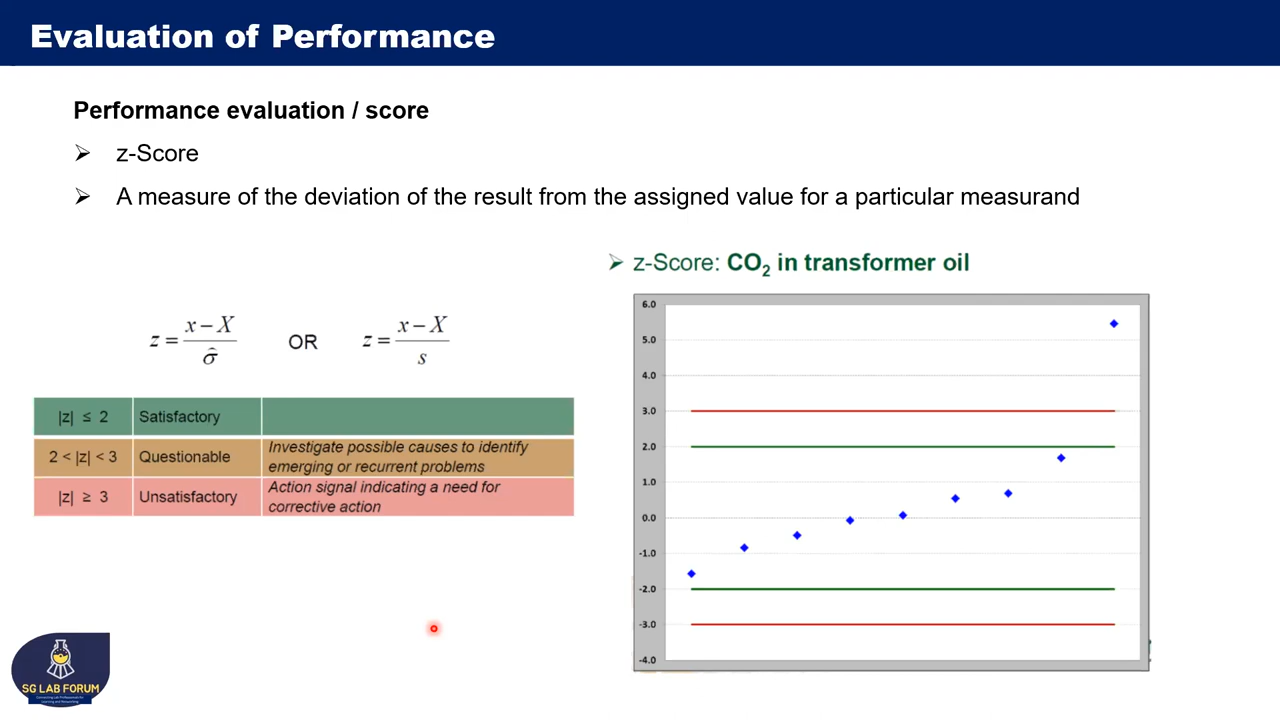 Evaluation of Performance
Performance evaluation / score
➢ z-Score
➢ A measure of the deviation of the result from the assigned value for a particular measurand
z = (x – X) / σ̂ OR z = (x – X) / s
|z| ≤ 2 Satisfactory
2 < |z| < 3 Questionable Investigate possible causes to identify
emerging or recurrent problems
|z| ≥ 3 Unsatisfactory Action signal indicating a need for
corrective action
➢ z-Score: CO₂ in transformer oil
6.0
5.0
4.0
3.0
2.0
1.0
0.0
-1.0
-2.0
-3.0
-4.0
SG LAB FORUM